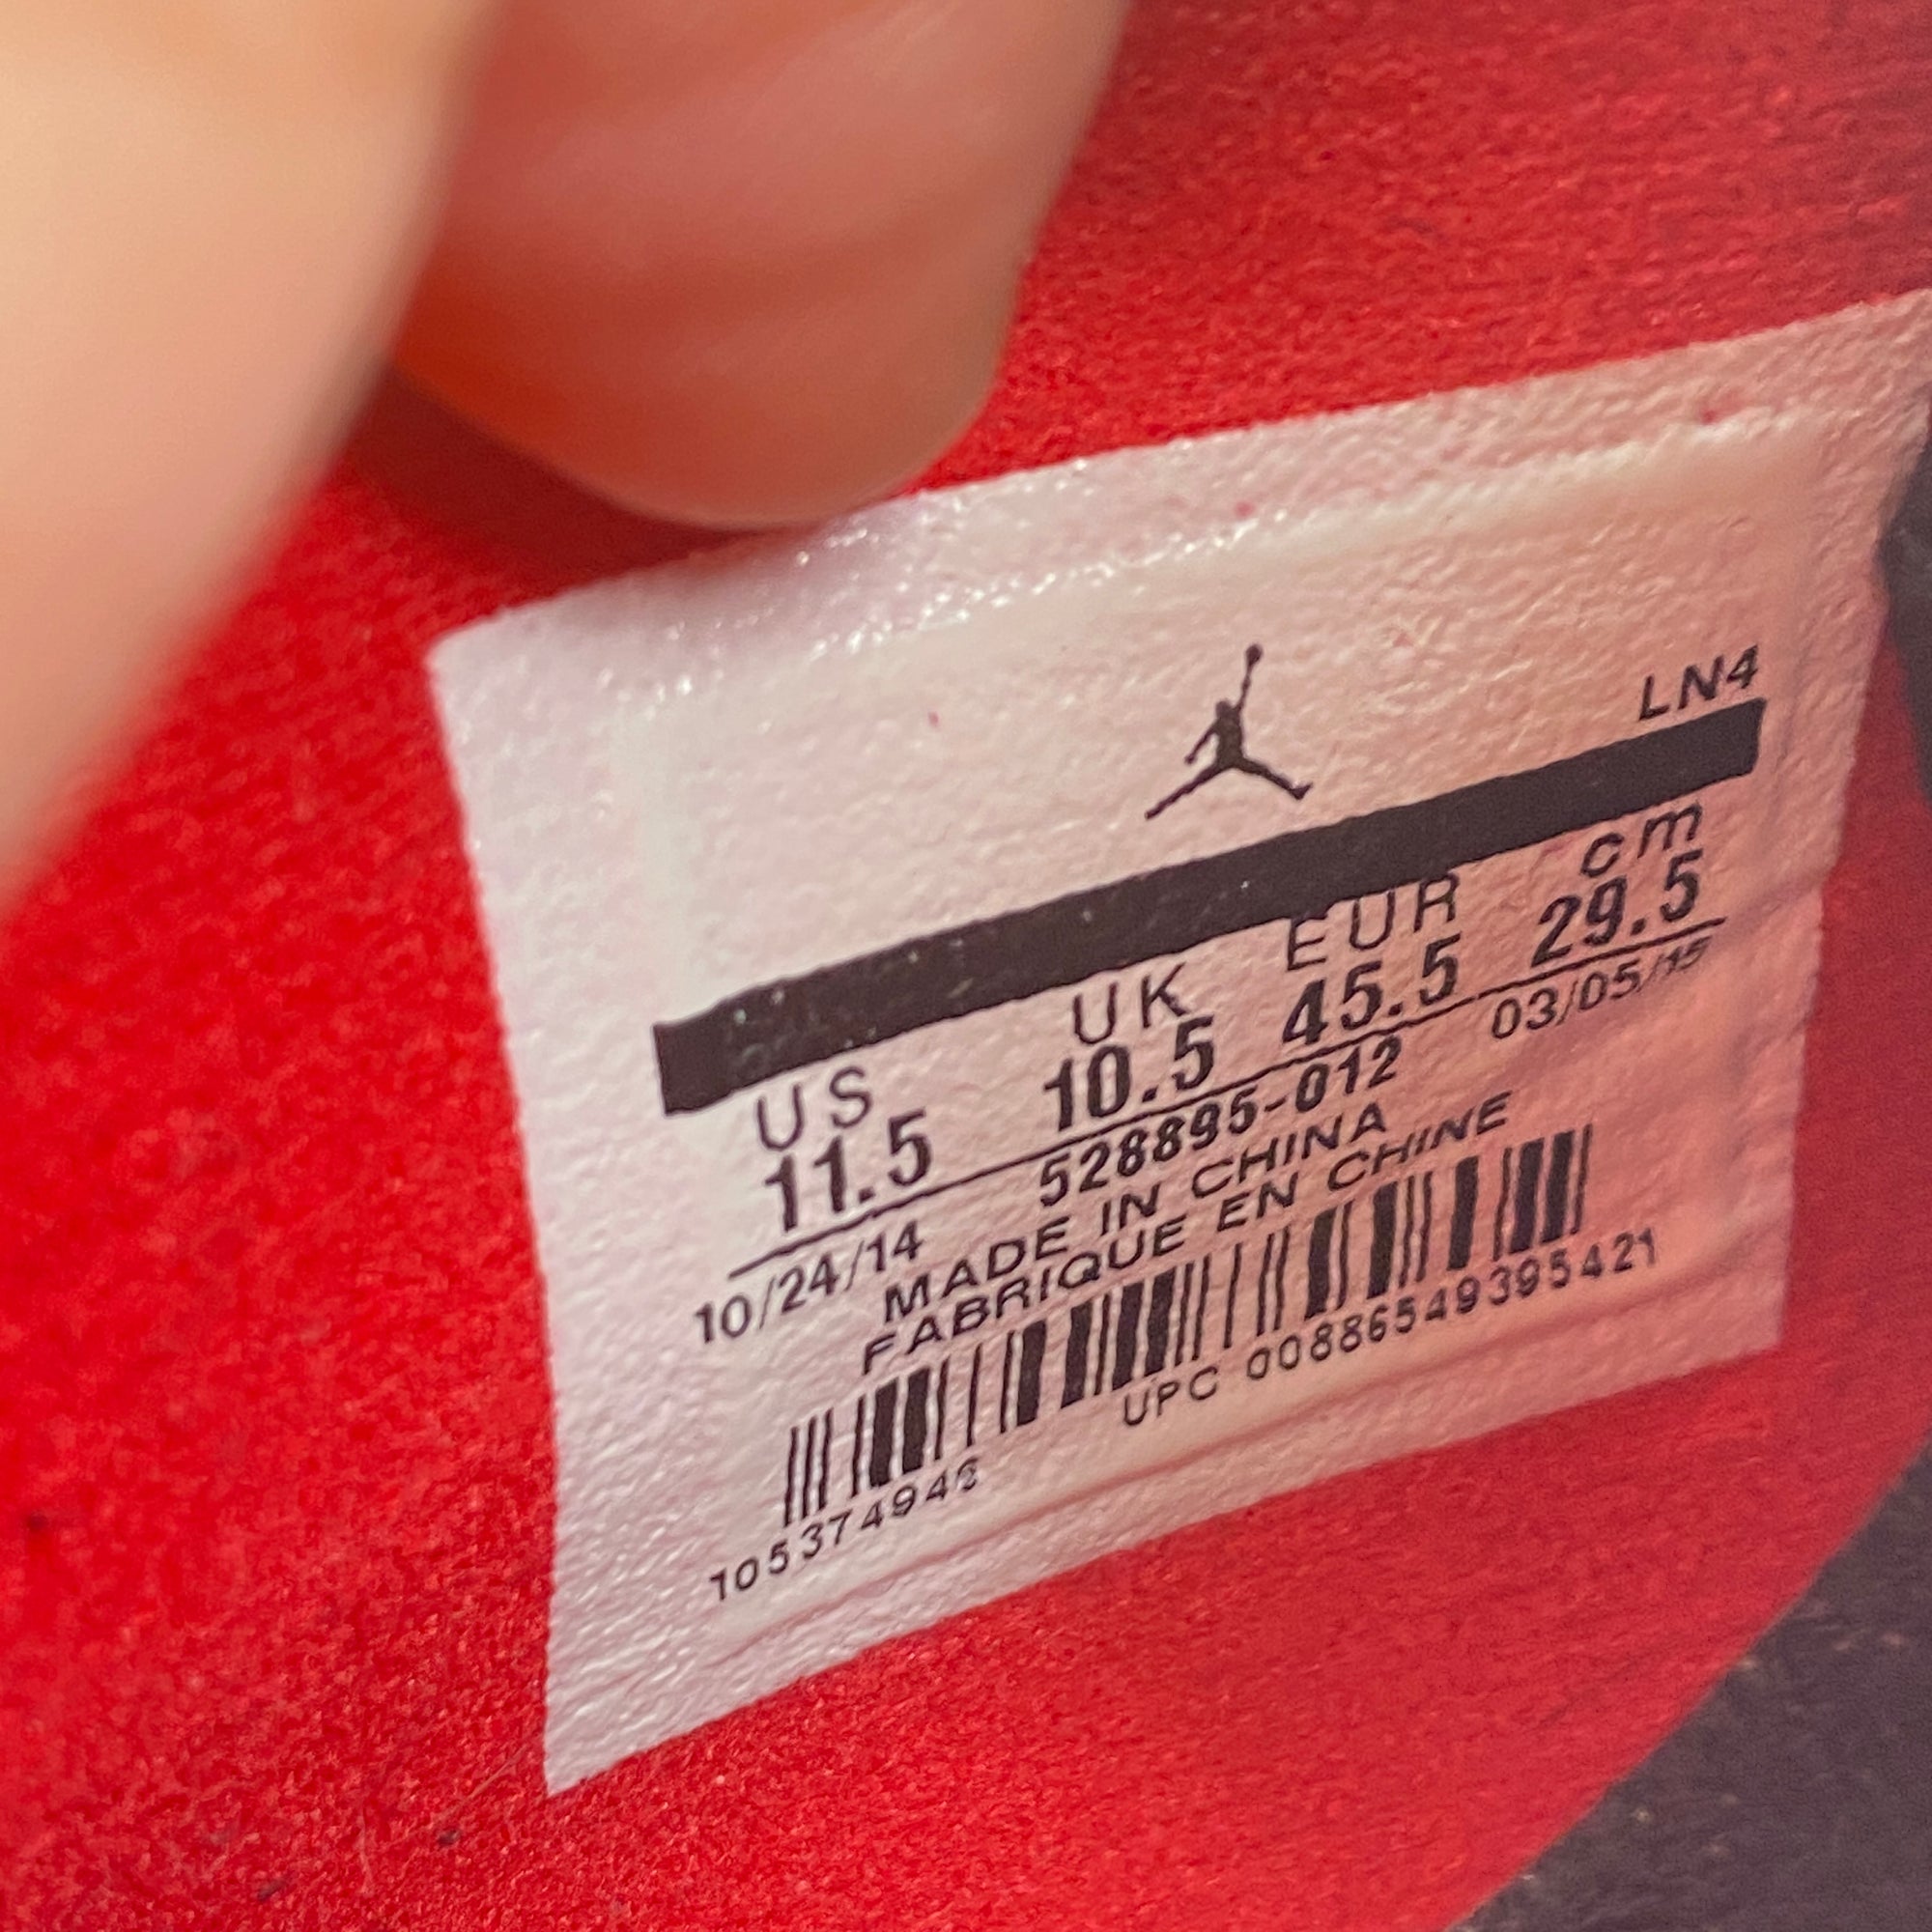 LN4
US UK EUR cm
11.5 10.5 45.5 29.5
10/24/14 528895-012 03/05/15
MADE IN CHINA
FABRIQUE EN CHINE
UPC 00886549395421